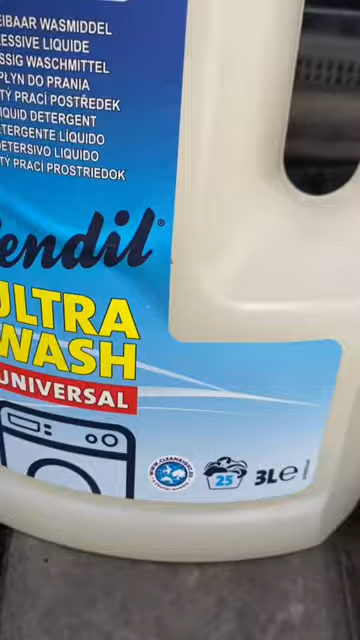 EIBAAR WASMIDDEL
ESSIVE LIQUIDE
SSIG WASCHMITTEL
PŁYN DO PRANIA
TÝ PRACÍ POSTŘEDEK
IQUID DETERGENT
ETERGENTE LÍQUIDO
DETERSIVO LIQUIDO
TÝ PRACÍ PROSTRIEDOK
endil®
ULTRA
WASH
UNIVERSAL
25
3L e